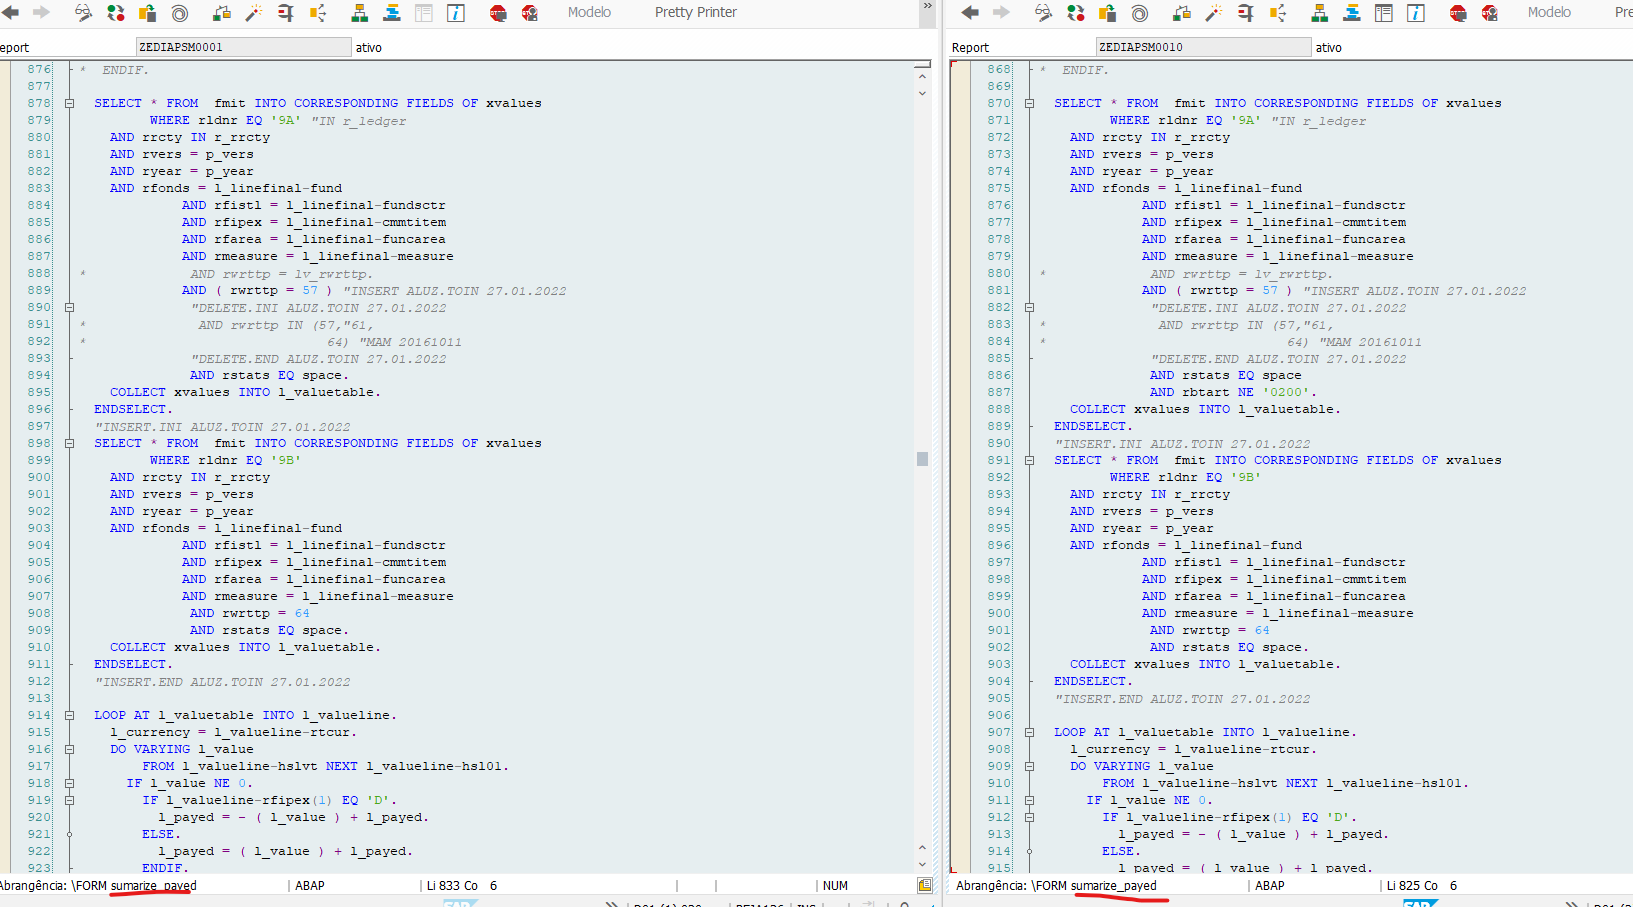 Modelo
Pretty Printer
»
eport
ZEDIAPSM0001
ativo
876 * ENDIF.
877
878 SELECT * FROM fmit INTO CORRESPONDING FIELDS OF xvalues
879 WHERE rldnr EQ '9A' "IN r_ledger
880 AND rrcty IN r_rrcty
881 AND rvers = p_vers
882 AND ryear = p_year
883 AND rfonds = l_linefinal-fund
884 AND rfistl = l_linefinal-fundsctr
885 AND rfipex = l_linefinal-cmmtitem
886 AND rfarea = l_linefinal-funcarea
887 AND rmeasure = l_linefinal-measure
888 * AND rwrttp = lv_rwrttp.
889 AND ( rwrttp = 57 ) "INSERT ALUZ.TOIN 27.01.2022
890 "DELETE.INI ALUZ.TOIN 27.01.2022
891 * AND rwrttp IN (57,"61,
892 * 64) "MAM 20161011
893 "DELETE.END ALUZ.TOIN 27.01.2022
894 AND rstats EQ space.
895 COLLECT xvalues INTO l_valuetable.
896 ENDSELECT.
897 "INSERT.INI ALUZ.TOIN 27.01.2022
898 SELECT * FROM fmit INTO CORRESPONDING FIELDS OF xvalues
899 WHERE rldnr EQ '9B'
900 AND rrcty IN r_rrcty
901 AND rvers = p_vers
902 AND ryear = p_year
903 AND rfonds = l_linefinal-fund
904 AND rfistl = l_linefinal-fundsctr
905 AND rfipex = l_linefinal-cmmtitem
906 AND rfarea = l_linefinal-funcarea
907 AND rmeasure = l_linefinal-measure
908 AND rwrttp = 64
909 AND rstats EQ space.
910 COLLECT xvalues INTO l_valuetable.
911 ENDSELECT.
912 "INSERT.END ALUZ.TOIN 27.01.2022
913
914 LOOP AT l_valuetable INTO l_valueline.
915 l_currency = l_valueline-rtcur.
916 DO VARYING l_value
917 FROM l_valueline-hslvt NEXT l_valueline-hsl01.
918 IF l_value NE 0.
919 IF l_valueline-rfipex(1) EQ 'D'.
920 l_payed = - ( l_value ) + l_payed.
921 ELSE.
922 l_payed = ( l_value ) + l_payed.
923 ENDIF.
Abrangência: \FORM sumarize_payed
ABAP
Li 833 Co 6
NUM
SAP
Modelo
Pre
Report
ZEDIAPSM0010
ativo
868 * ENDIF.
869
870 SELECT * FROM fmit INTO CORRESPONDING FIELDS OF xvalues
871 WHERE rldnr EQ '9A' "IN r_ledger
872 AND rrcty IN r_rrcty
873 AND rvers = p_vers
874 AND ryear = p_year
875 AND rfonds = l_linefinal-fund
876 AND rfistl = l_linefinal-fundsctr
877 AND rfipex = l_linefinal-cmmtitem
878 AND rfarea = l_linefinal-funcarea
879 AND rmeasure = l_linefinal-measure
880 * AND rwrttp = lv_rwrttp.
881 AND ( rwrttp = 57 ) "INSERT ALUZ.TOIN 27.01.2022
882 "DELETE.INI ALUZ.TOIN 27.01.2022
883 * AND rwrttp IN (57,"61,
884 * 64) "MAM 20161011
885 "DELETE.END ALUZ.TOIN 27.01.2022
886 AND rstats EQ space
887 AND rbtart NE '0200'.
888 COLLECT xvalues INTO l_valuetable.
889 ENDSELECT.
890 "INSERT.INI ALUZ.TOIN 27.01.2022
891 SELECT * FROM fmit INTO CORRESPONDING FIELDS OF xvalues
892 WHERE rldnr EQ '9B'
893 AND rrcty IN r_rrcty
894 AND rvers = p_vers
895 AND ryear = p_year
896 AND rfonds = l_linefinal-fund
897 AND rfistl = l_linefinal-fundsctr
898 AND rfipex = l_linefinal-cmmtitem
899 AND rfarea = l_linefinal-funcarea
900 AND rmeasure = l_linefinal-measure
901 AND rwrttp = 64
902 AND rstats EQ space.
903 COLLECT xvalues INTO l_valuetable.
904 ENDSELECT.
905 "INSERT.END ALUZ.TOIN 27.01.2022
906
907 LOOP AT l_valuetable INTO l_valueline.
908 l_currency = l_valueline-rtcur.
909 DO VARYING l_value
910 FROM l_valueline-hslvt NEXT l_valueline-hsl01.
911 IF l_value NE 0.
912 IF l_valueline-rfipex(1) EQ 'D'.
913 l_payed = - ( l_value ) + l_payed.
914 ELSE.
915 l_payed = ( l_value ) + l_payed.
Abrangência: \FORM sumarize_payed
ABAP
Li 825 Co 6
SAP